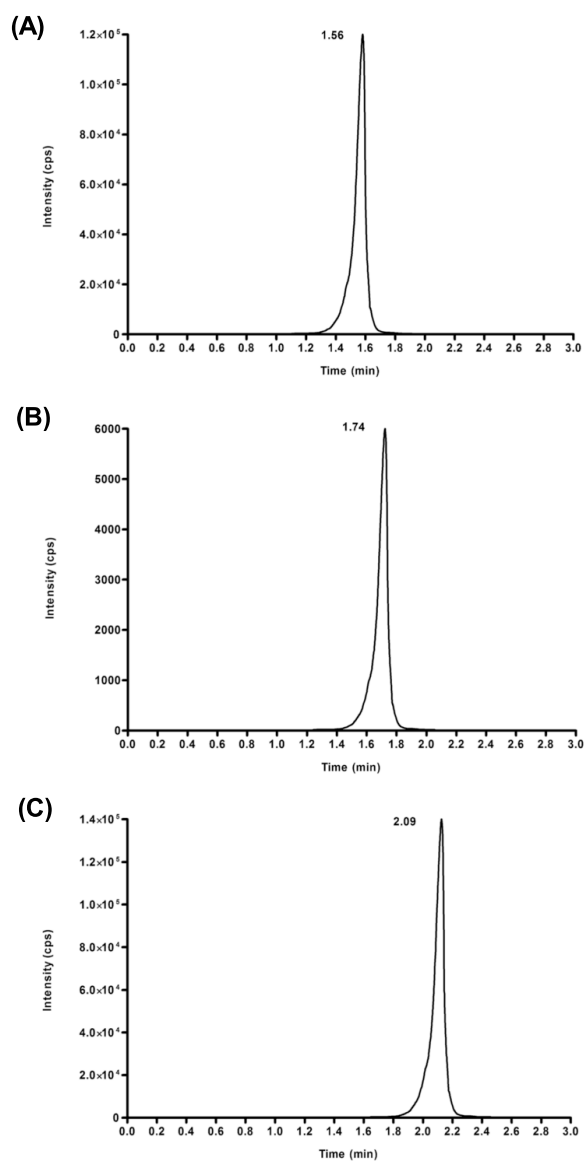 (A)
1.56
1.2×10⁵
1.0×10⁵
8.0×10⁴
6.0×10⁴
4.0×10⁴
2.0×10⁴
0
Intensity (cps)
0.0 0.2 0.4 0.6 0.8 1.0 1.2 1.4 1.6 1.8 2.0 2.2 2.4 2.6 2.8 3.0
Time (min)
(B)
1.74
6000
5000
4000
3000
2000
1000
0
Intensity (cps)
0.0 0.2 0.4 0.6 0.8 1.0 1.2 1.4 1.6 1.8 2.0 2.2 2.4 2.6 2.8 3.0
Time (min)
(C)
2.09
1.4×10⁵
1.2×10⁵
1.0×10⁵
8.0×10⁴
6.0×10⁴
4.0×10⁴
2.0×10⁴
0
Intensity (cps)
0.0 0.2 0.4 0.6 0.8 1.0 1.2 1.4 1.6 1.8 2.0 2.2 2.4 2.6 2.8 3.0
Time (min)